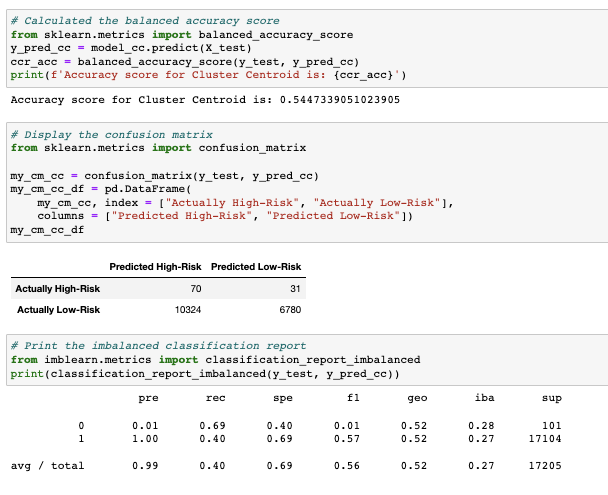 # Calculated the balanced accuracy score
from sklearn.metrics import balanced_accuracy_score
y_pred_cc = model_cc.predict(X_test)
ccr_acc = balanced_accuracy_score(y_test, y_pred_cc)
print(f'Accuracy score for Cluster Centroid is: {ccr_acc}')
Accuracy score for Cluster Centroid is: 0.5447339051023905
# Display the confusion matrix
from sklearn.metrics import confusion_matrix
my_cm_cc = confusion_matrix(y_test, y_pred_cc)
my_cm_cc_df = pd.DataFrame(
my_cm_cc, index = ["Actually High-Risk", "Actually Low-Risk"],
columns = ["Predicted High-Risk", "Predicted Low-Risk"])
my_cm_cc_df
Predicted High-Risk Predicted Low-Risk
Actually High-Risk 70 31
Actually Low-Risk 10324 6780
# Print the imbalanced classification report
from imblearn.metrics import classification_report_imbalanced
print(classification_report_imbalanced(y_test, y_pred_cc))
pre rec spe f1 geo iba sup
0 0.01 0.69 0.40 0.01 0.52 0.28 101
1 1.00 0.40 0.69 0.57 0.52 0.27 17104
avg / total 0.99 0.40 0.69 0.56 0.52 0.27 17205